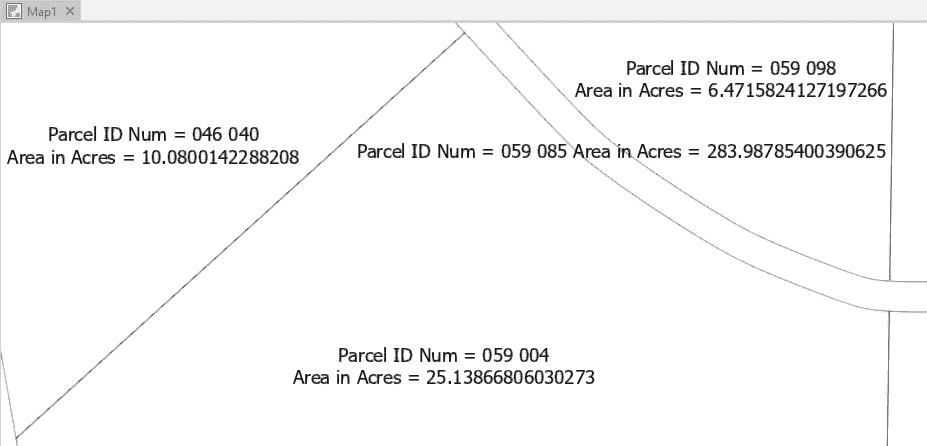 Map1
Parcel ID Num = 059 098
Area in Acres = 6.4715824127197266
Parcel ID Num = 046 040
Area in Acres = 10.0800142288208
Parcel ID Num = 059 085 Area in Acres = 283.98785400390625
Parcel ID Num = 059 004
Area in Acres = 25.13866806030273